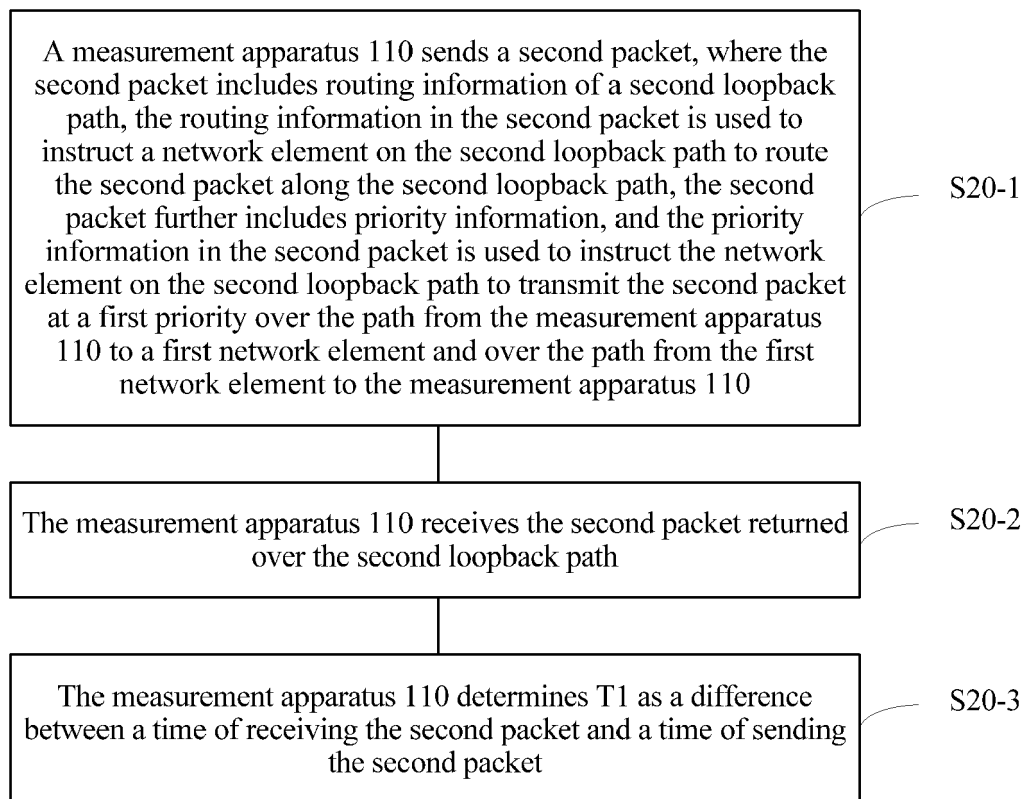 A measurement apparatus 110 sends a second packet, where the
second packet includes routing information of a second loopback
path, the routing information in the second packet is used to
instruct a network element on the second loopback path to route
the second packet along the second loopback path, the second
packet further includes priority information, and the priority
information in the second packet is used to instruct the network
element on the second loopback path to transmit the second packet
at a first priority over the path from the measurement apparatus
110 to a first network element and over the path from the first
network element to the measurement apparatus 110
S20-1
The measurement apparatus 110 receives the second packet returned
over the second loopback path
S20-2
The measurement apparatus 110 determines T1 as a difference
between a time of receiving the second packet and a time of sending
the second packet
S20-3